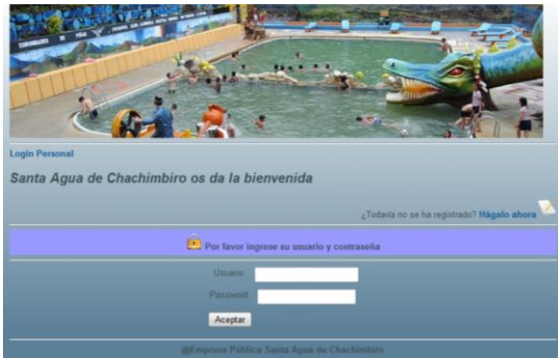 Login Personal
Santa Agua de Chachimbiro os da la bienvenida
¿Todavía no se ha registrado? Hágalo ahora
Por favor ingrese su usuario y contraseña
Usuario:
Password:
Aceptar
@Empresa Pública Santa Agua de Chachimbiro